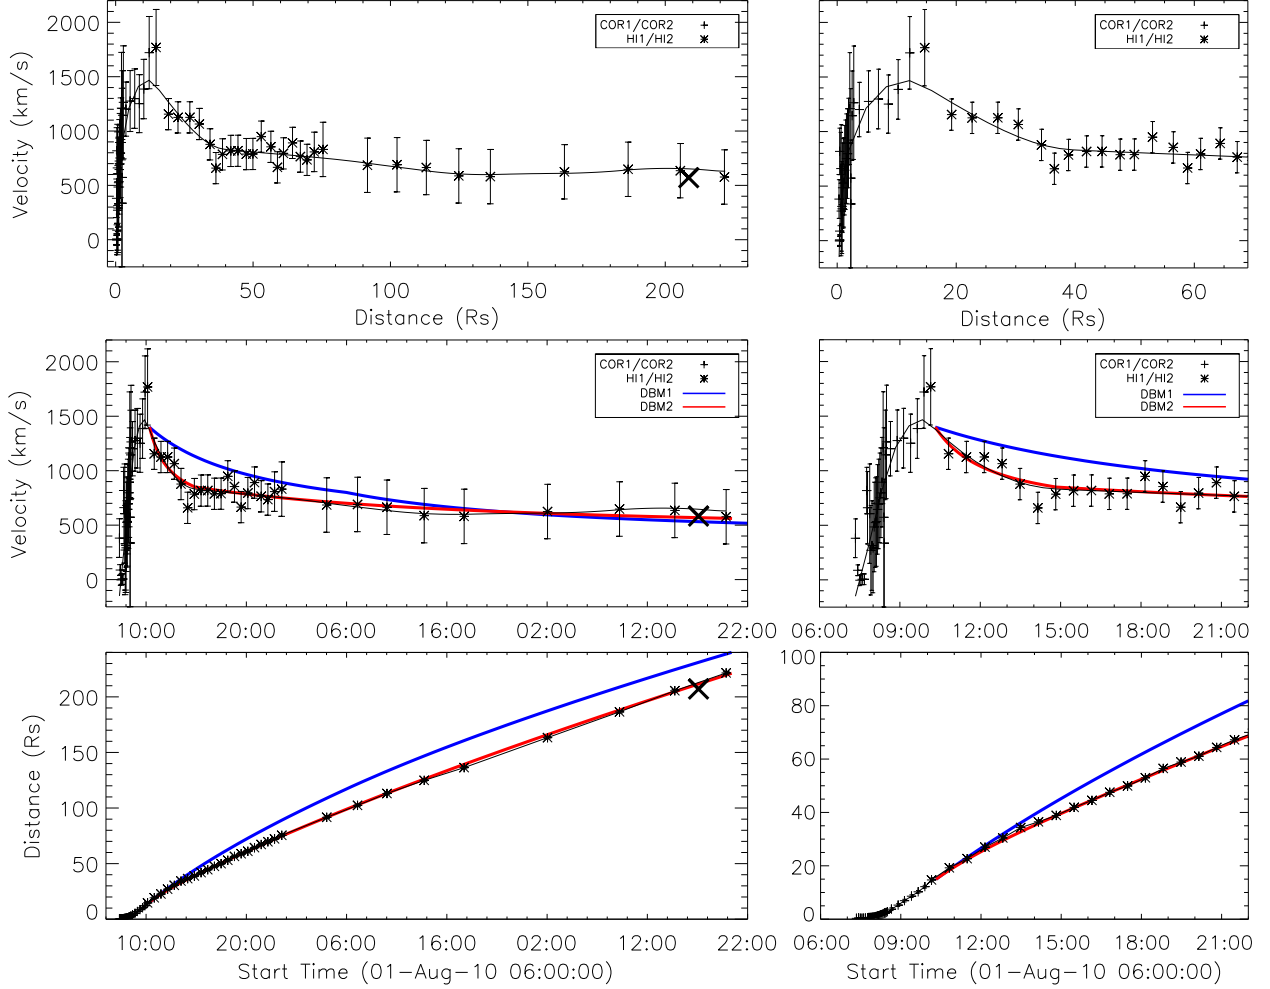 2000
1500
1000
500
0
Velocity (km/s)
COR1/COR2
HI1/HI2
0 50 100 150 200
Distance (Rs)
COR1/COR2
HI1/HI2
0 20 40 60
Distance (Rs)
2000
1500
1000
500
0
Velocity (km/s)
COR1/COR2
HI1/HI2
DBM1
DBM2
10:00 20:00 06:00 16:00 02:00 12:00 22:00
COR1/COR2
HI1/HI2
DBM1
DBM2
06:00 09:00 12:00 15:00 18:00 21:00
200
150
100
50
0
Distance (Rs)
10:00 20:00 06:00 16:00 02:00 12:00 22:00
Start Time (01-Aug-10 06:00:00)
100
80
60
40
20
0
06:00 09:00 12:00 15:00 18:00 21:00
Start Time (01-Aug-10 06:00:00)